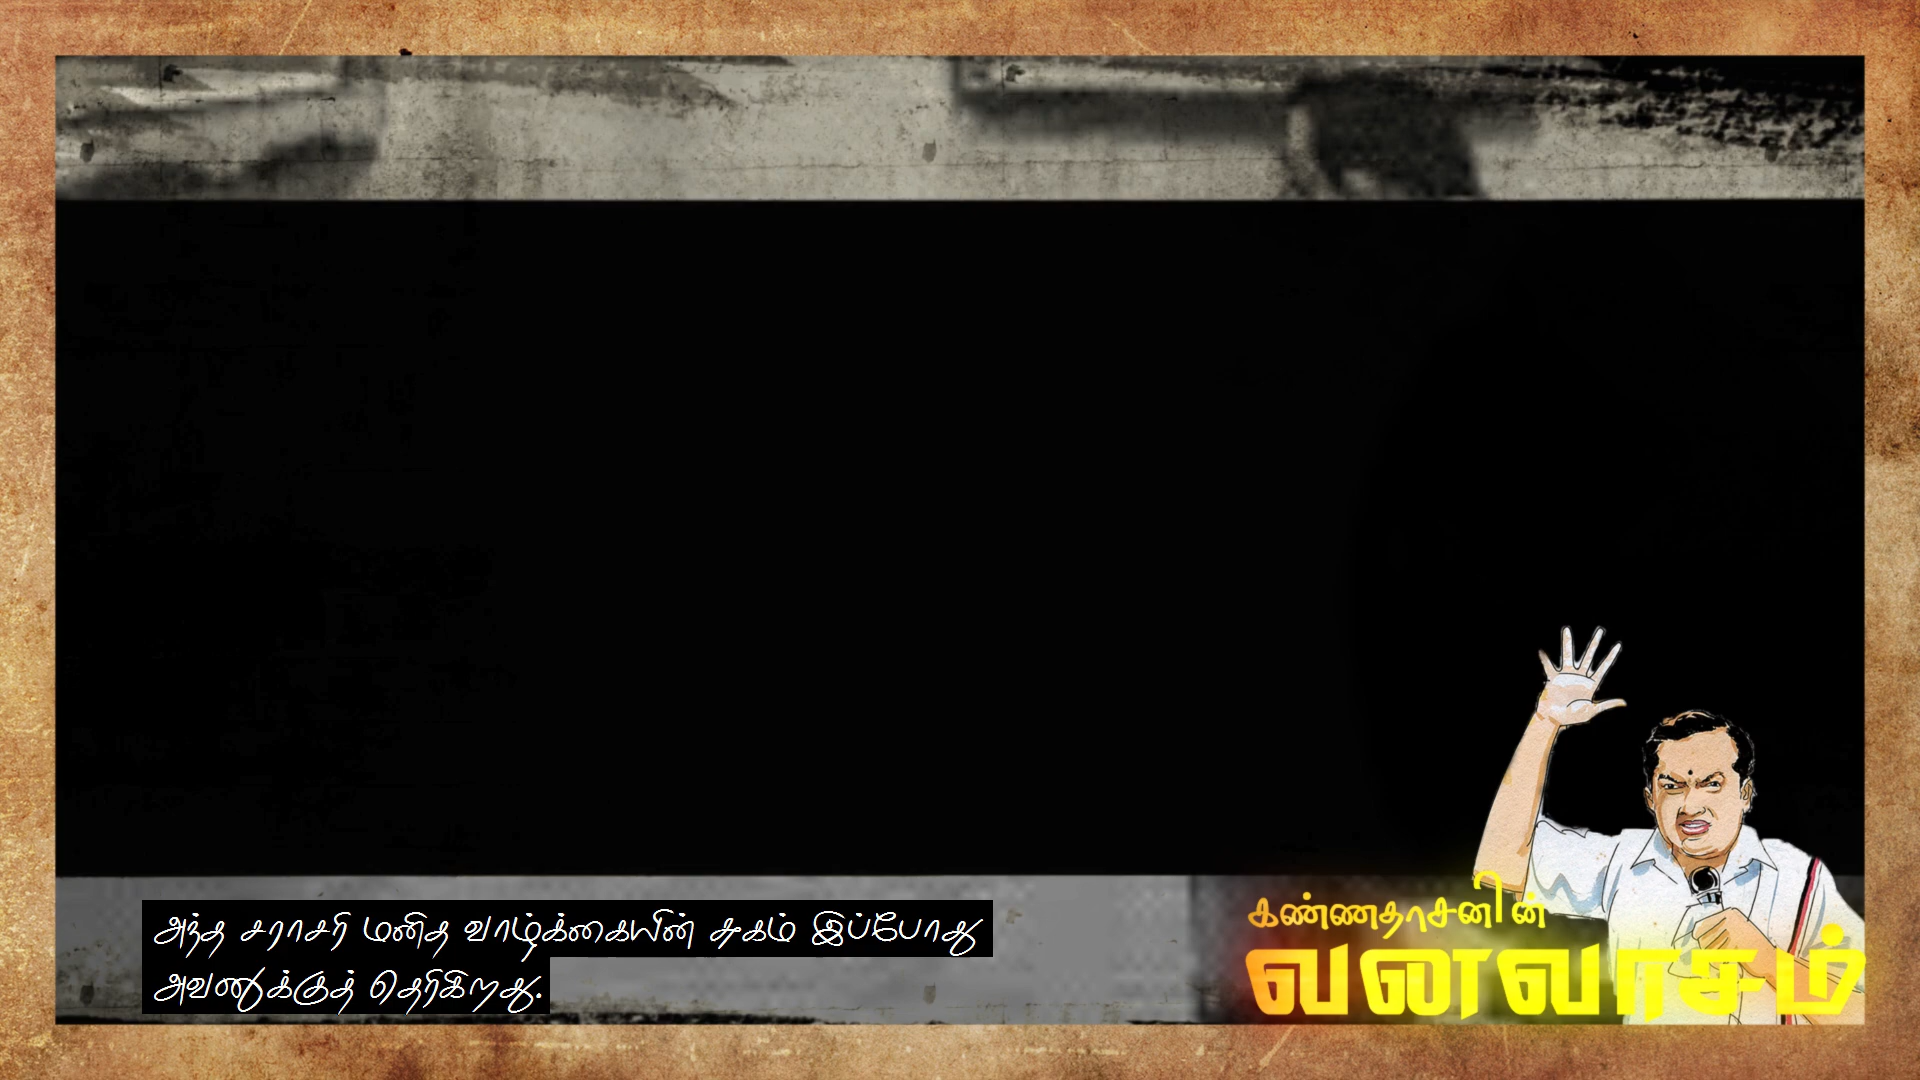 அந்த சராசரி மனித வாழ்க்கையின் சுகம் இப்போது
அவனுக்குத் தெரிகிறது.
கண்ணதாசனின்
வனவாசம்